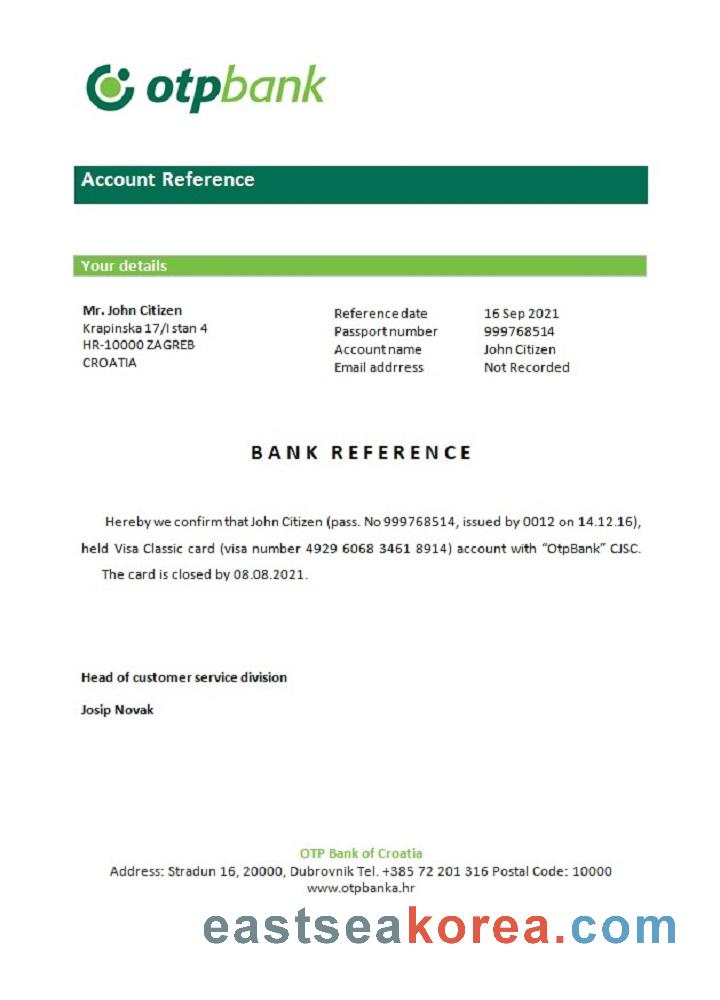 otpbank
Account Reference
Your details
Mr. John Citizen
Krapinska 17/I stan 4
HR-10000 ZAGREB
CROATIA
Reference date 16 Sep 2021
Passport number 999768514
Account name John Citizen
Email addrress Not Recorded
BANK REFERENCE
Hereby we confirm that John Citizen (pass. No 999768514, issued by 0012 on 14.12.16),
held Visa Classic card (visa number 4929 6068 3461 8914) account with “OtpBank” CJSC.
The card is closed by 08.08.2021.
Head of customer service division
Josip Novak
OTP Bank of Croatia
Address: Stradun 16, 20000, Dubrovnik Tel. +385 72 201 316 Postal Code: 10000
www.otpbanka.hr
eastseakorea.com